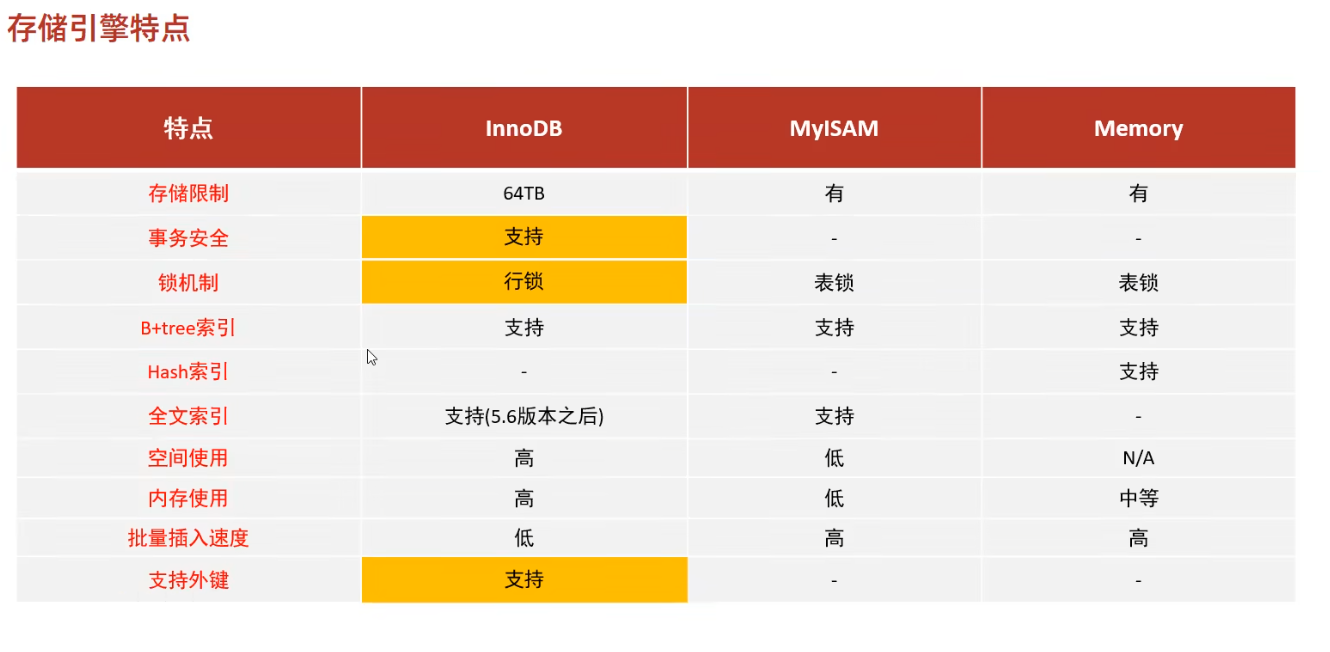 存储引擎特点
特点 InnoDB MyISAM Memory
存储限制 64TB 有 有
事务安全 支持 - -
锁机制 行锁 表锁 表锁
B+tree索引 支持 支持 支持
Hash索引 - - 支持
全文索引 支持(5.6版本之后) 支持 -
空间使用 高 低 N/A
内存使用 高 低 中等
批量插入速度 低 高 高
支持外键 支持 - -